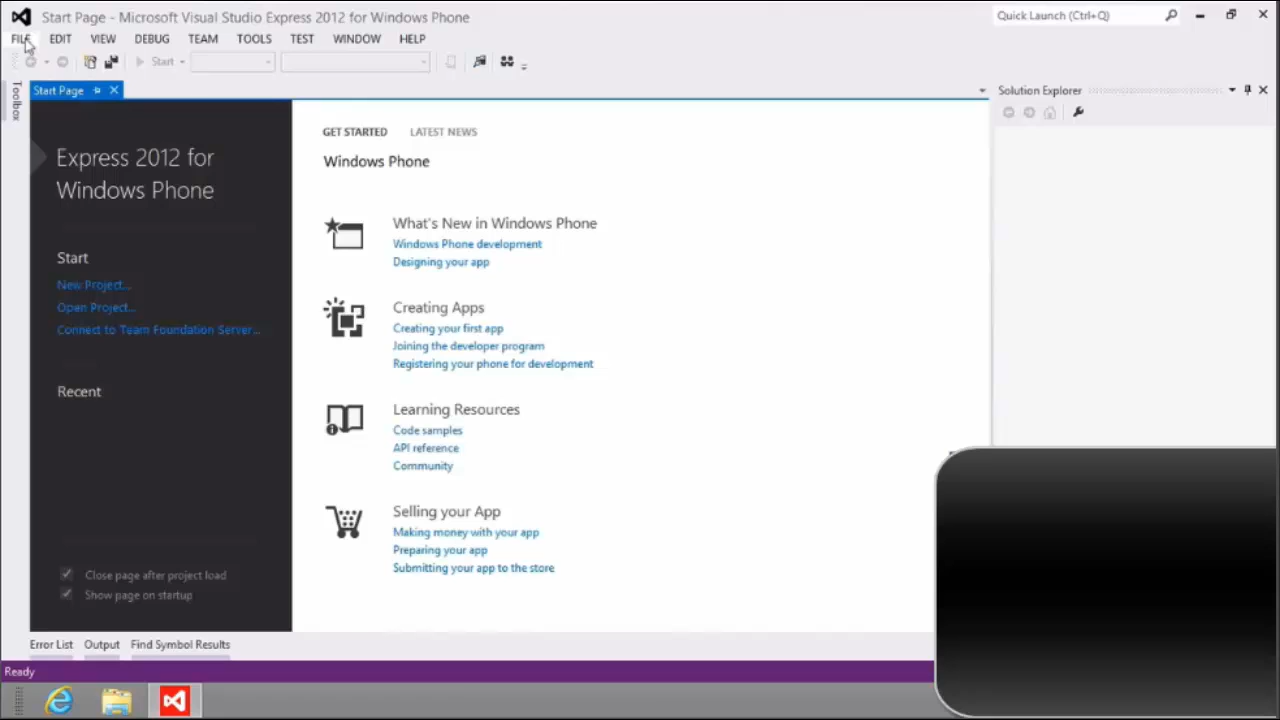 Start Page - Microsoft Visual Studio Express 2012 for Windows Phone
Quick Launch (Ctrl+Q)
FILE EDIT VIEW DEBUG TEAM TOOLS TEST WINDOW HELP
Start
Toolbox
Start Page
Solution Explorer
Express 2012 for
Windows Phone
Start
New Project...
Open Project...
Connect to Team Foundation Server...
Recent
Close page after project load
Show page on startup
GET STARTED LATEST NEWS
Windows Phone
What's New in Windows Phone
Windows Phone development
Designing your app
Creating Apps
Creating your first app
Joining the developer program
Registering your phone for development
Learning Resources
Code samples
API reference
Community
Selling your App
Making money with your app
Preparing your app
Submitting your app to the store
Error List Output Find Symbol Results
Ready